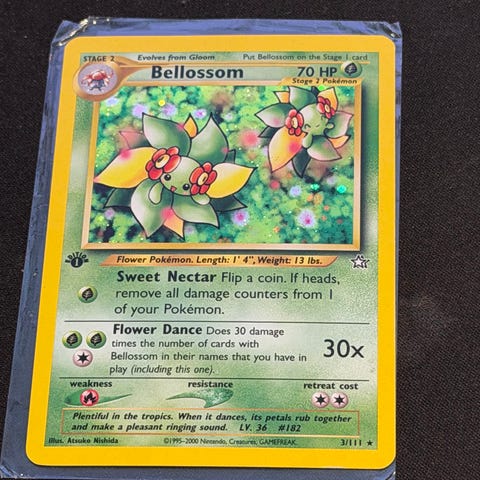 STAGE 2 Evolves from Gloom Put Bellossom on the Stage 1 card
Bellossom 70 HP
Stage 2 Pokémon
Flower Pokémon. Length: 1' 4", Weight: 13 lbs.
EDITION 1
Sweet Nectar Flip a coin. If heads,
remove all damage counters from 1
of your Pokémon.
Flower Dance Does 30 damage
times the number of cards with
Bellossom in their names that you have in
play (including this one).
30x
weakness resistance retreat cost
Plentiful in the tropics. When it dances, its petals rub together
and make a pleasant ringing sound. LV. 36 #182
Illus. Atsuko Nishida ©1995-2000 Nintendo, Creatures, GAMEFREAK. 3/111 ★